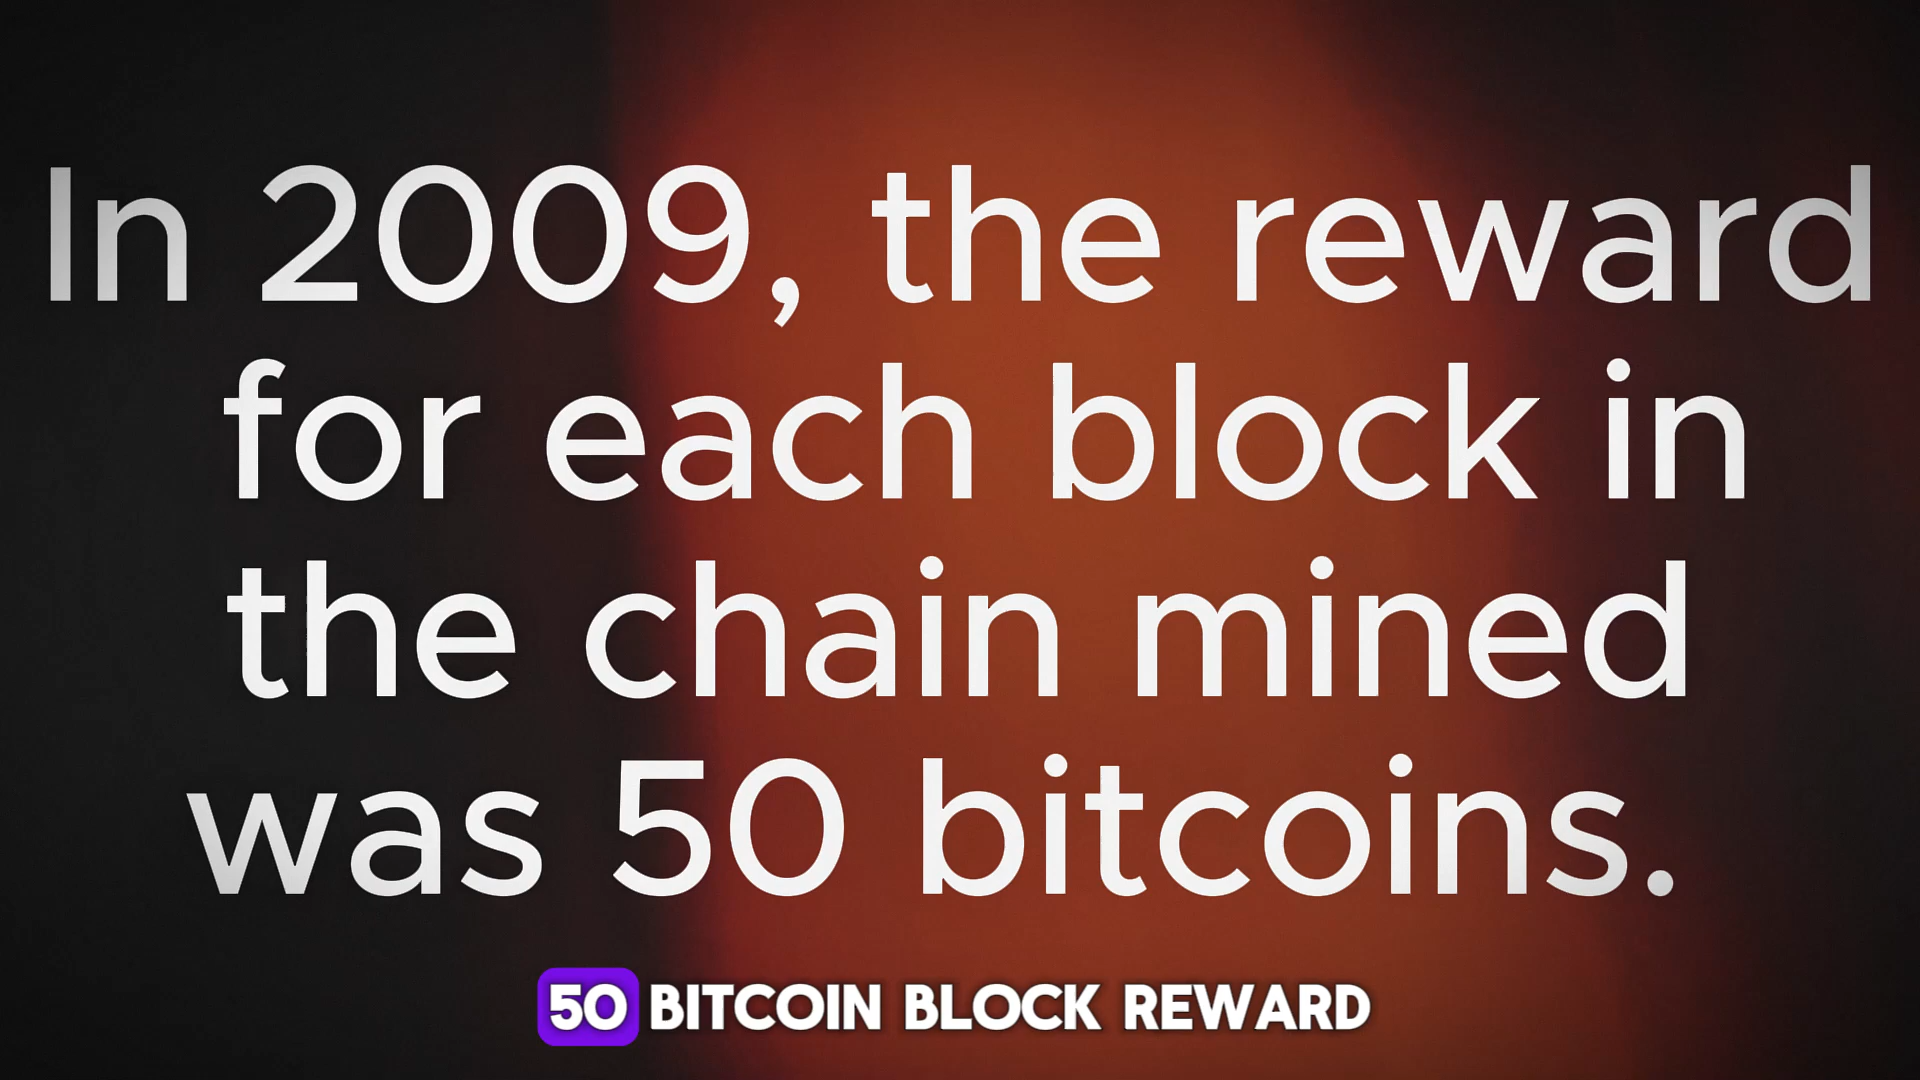 In 2009, the reward
for each block in
the chain mined
was 50 bitcoins.
50 BITCOIN BLOCK REWARD